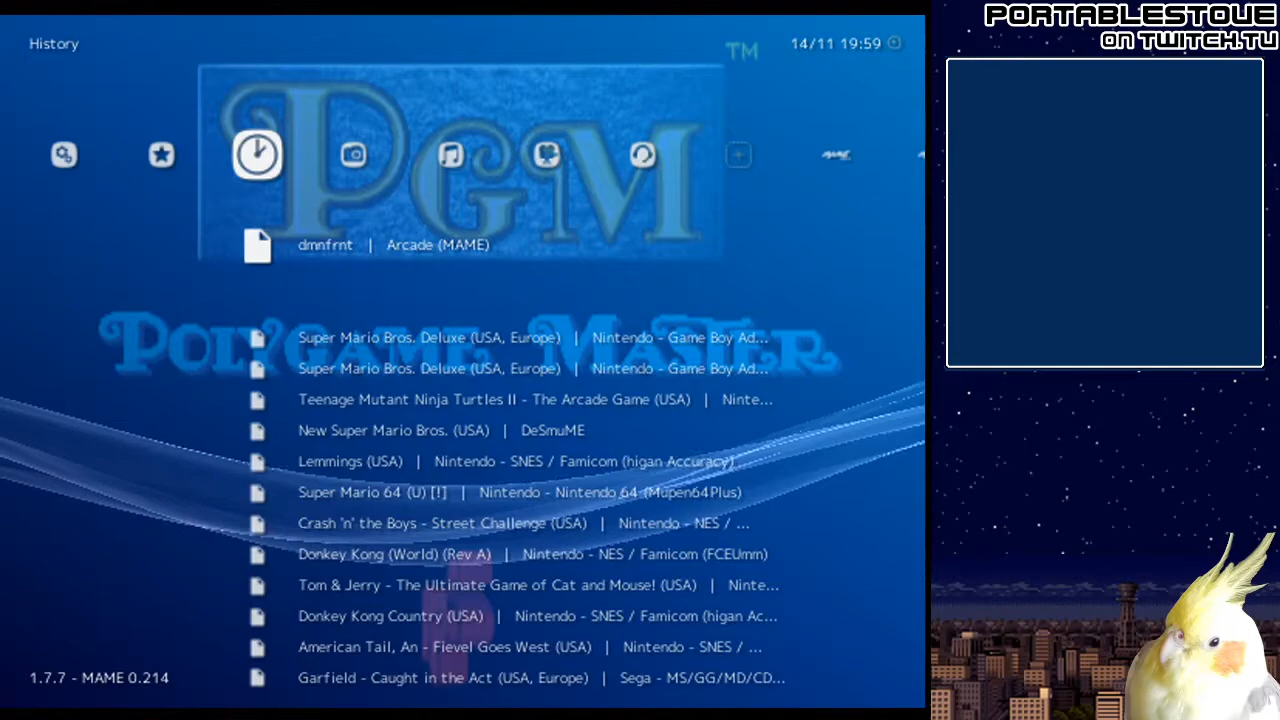 History
14/11 19:59
TM
PGM
dmnfrnt | Arcade (MAME)
POLYGAME MASTER
Super Mario Bros. Deluxe (USA, Europe) | Nintendo - Game Boy Ad...
Super Mario Bros. Deluxe (USA, Europe) | Nintendo - Game Boy Ad...
Teenage Mutant Ninja Turtles II - The Arcade Game (USA) | Ninte...
New Super Mario Bros. (USA) | DeSmuME
Lemmings (USA) | Nintendo - SNES / Famicom (higan Accuracy)
Super Mario 64 (U) [!] | Nintendo - Nintendo 64 (Mupen64Plus)
Crash 'n' the Boys - Street Challenge (USA) | Nintendo - NES / ...
Donkey Kong (World) (Rev A) | Nintendo - NES / Famicom (FCEUmm)
Tom & Jerry - The Ultimate Game of Cat and Mouse! (USA) | Ninte...
Donkey Kong Country (USA) | Nintendo - SNES / Famicom (higan Ac...
American Tail, An - Fievel Goes West (USA) | Nintendo - SNES / ...
Garfield - Caught in the Act (USA, Europe) | Sega - MS/GG/MD/CD...
1.7.7 - MAME 0.214
PORTABLESTOVE
ON TWITCH.TV